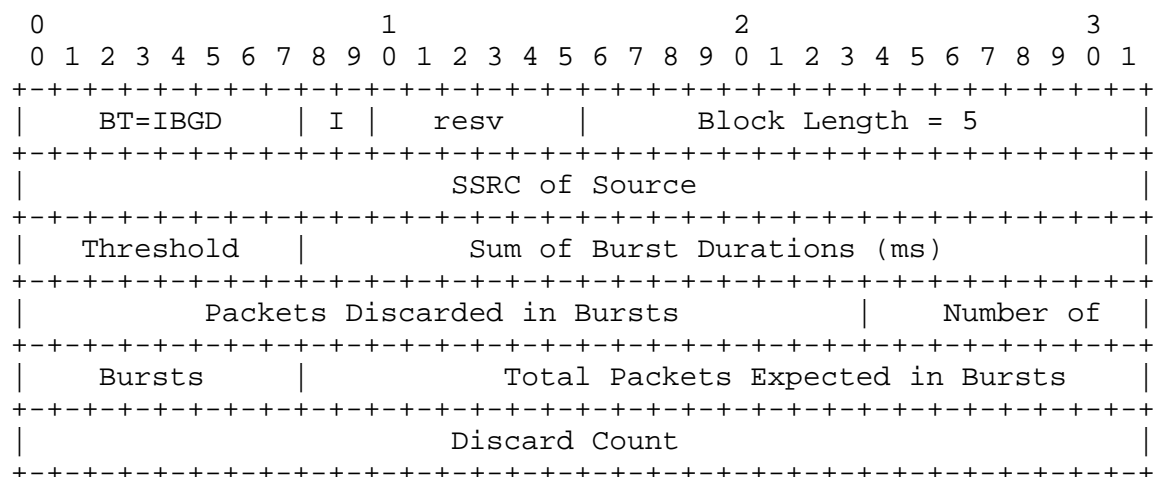 0                   1                   2                   3
 0 1 2 3 4 5 6 7 8 9 0 1 2 3 4 5 6 7 8 9 0 1 2 3 4 5 6 7 8 9 0 1
+-+-+-+-+-+-+-+-+-+-+-+-+-+-+-+-+-+-+-+-+-+-+-+-+-+-+-+-+-+-+-+-+
|    BT=IBGD    | I |   resv    |      Block Length = 5         |
+-+-+-+-+-+-+-+-+-+-+-+-+-+-+-+-+-+-+-+-+-+-+-+-+-+-+-+-+-+-+-+-+
|                        SSRC of Source                         |
+-+-+-+-+-+-+-+-+-+-+-+-+-+-+-+-+-+-+-+-+-+-+-+-+-+-+-+-+-+-+-+-+
|   Threshold   |         Sum of Burst Durations (ms)           |
+-+-+-+-+-+-+-+-+-+-+-+-+-+-+-+-+-+-+-+-+-+-+-+-+-+-+-+-+-+-+-+-+
|          Packets Discarded in Bursts          |   Number of   |
+-+-+-+-+-+-+-+-+-+-+-+-+-+-+-+-+-+-+-+-+-+-+-+-+-+-+-+-+-+-+-+-+
|    Bursts     |           Total Packets Expected in Bursts    |
+-+-+-+-+-+-+-+-+-+-+-+-+-+-+-+-+-+-+-+-+-+-+-+-+-+-+-+-+-+-+-+-+
|                        Discard Count                          |
+-+-+-+-+-+-+-+-+-+-+-+-+-+-+-+-+-+-+-+-+-+-+-+-+-+-+-+-+-+-+-+-+